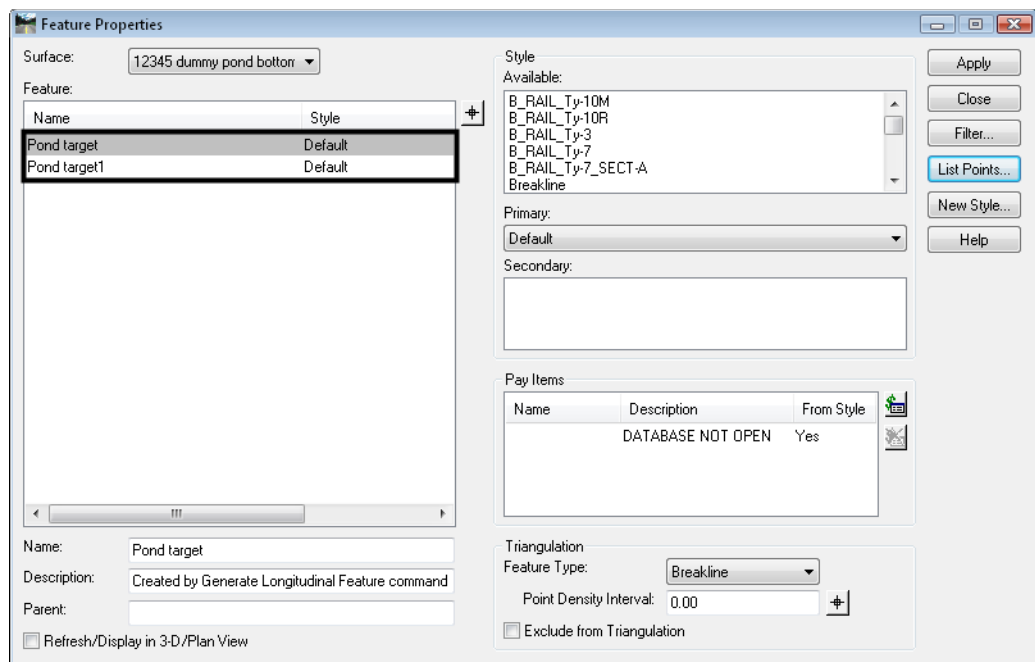 Feature Properties
Surface:
12345 dummy pond bottom
Feature:
Name Style
Pond target Default
Pond target1 Default
Name: Pond target
Description: Created by Generate Longitudinal Feature command
Parent:
Refresh/Display in 3-D/Plan View
Style
Available:
B_RAIL_Ty-10M
B_RAIL_Ty-10R
B_RAIL_Ty-3
B_RAIL_Ty-7
B_RAIL_Ty-7_SECT-A
Breakline
Primary:
Default
Secondary:
Pay Items
Name Description From Style
DATABASE NOT OPEN Yes
Triangulation
Feature Type: Breakline
Point Density Interval: 0.00
Exclude from Triangulation
Apply
Close
Filter...
List Points...
New Style...
Help